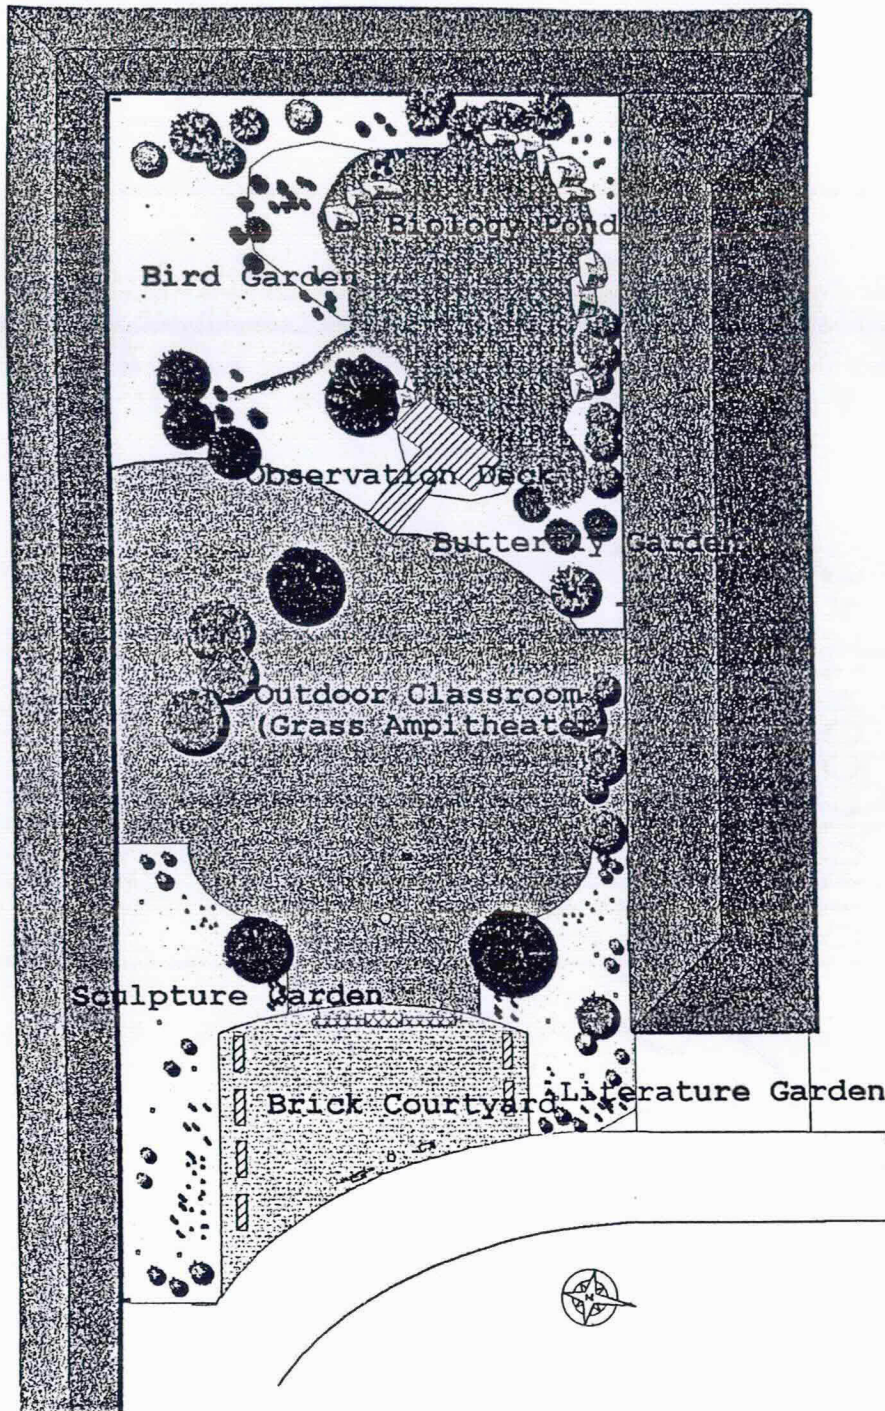 Biology Pond
Bird Garden
Observation Deck
Butterfly Garden
Outdoor Classroom
(Grass Ampitheater)
Sculpture Garden
Brick Courtyard
Literature Garden
N